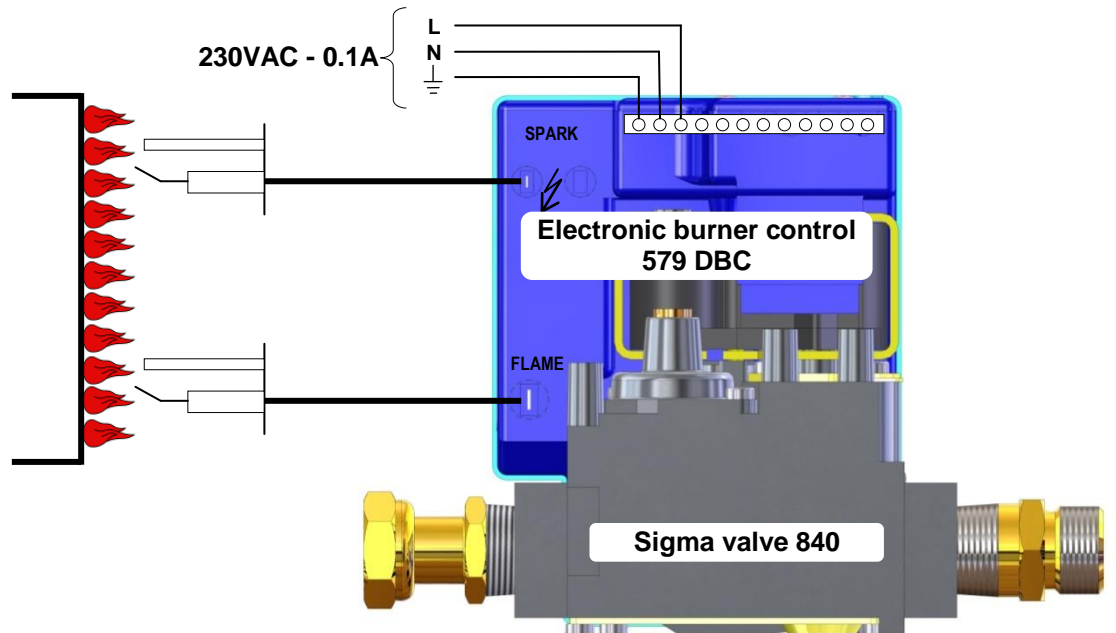 L
N
230VAC - 0.1A
SPARK
Electronic burner control
579 DBC
FLAME
Sigma valve 840